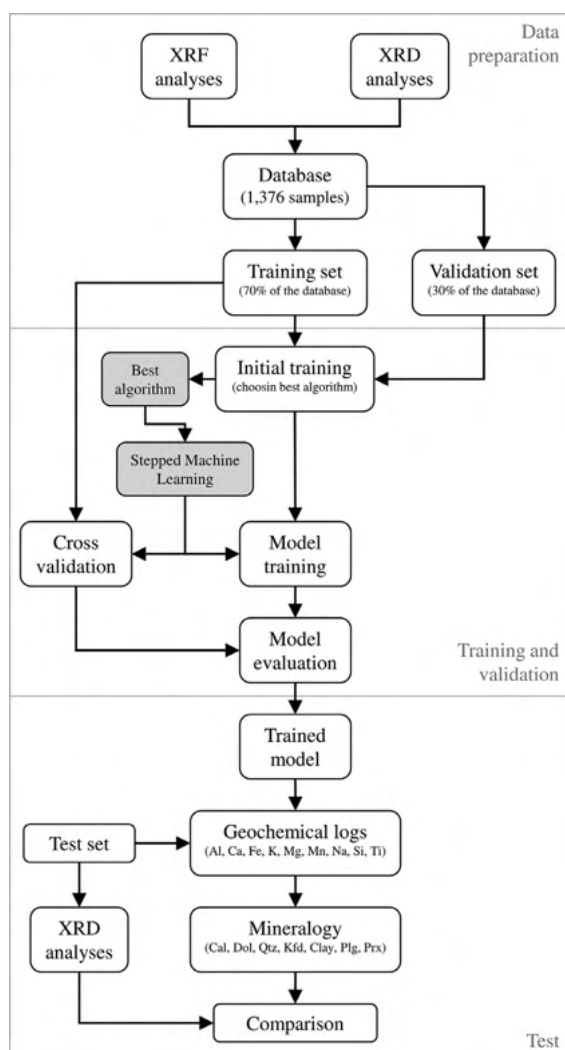 Data
preparation
XRF
analyses
XRD
analyses
Database
(1,376 samples)
Training set
(70% of the database)
Validation set
(30% of the database)
Initial training
(choosin best algorithm)
Best
algorithm
Stepped Machine
Learning
Cross
validation
Model
training
Model
evaluation
Training and
validation
Trained
model
Geochemical logs
(Al, Ca, Fe, K, Mg, Mn, Na, Si, Ti)
Test set
XRD
analyses
Mineralogy
(Cal, Dol, Qtz, Kfd, Clay, Plg, Prx)
Comparison
Test